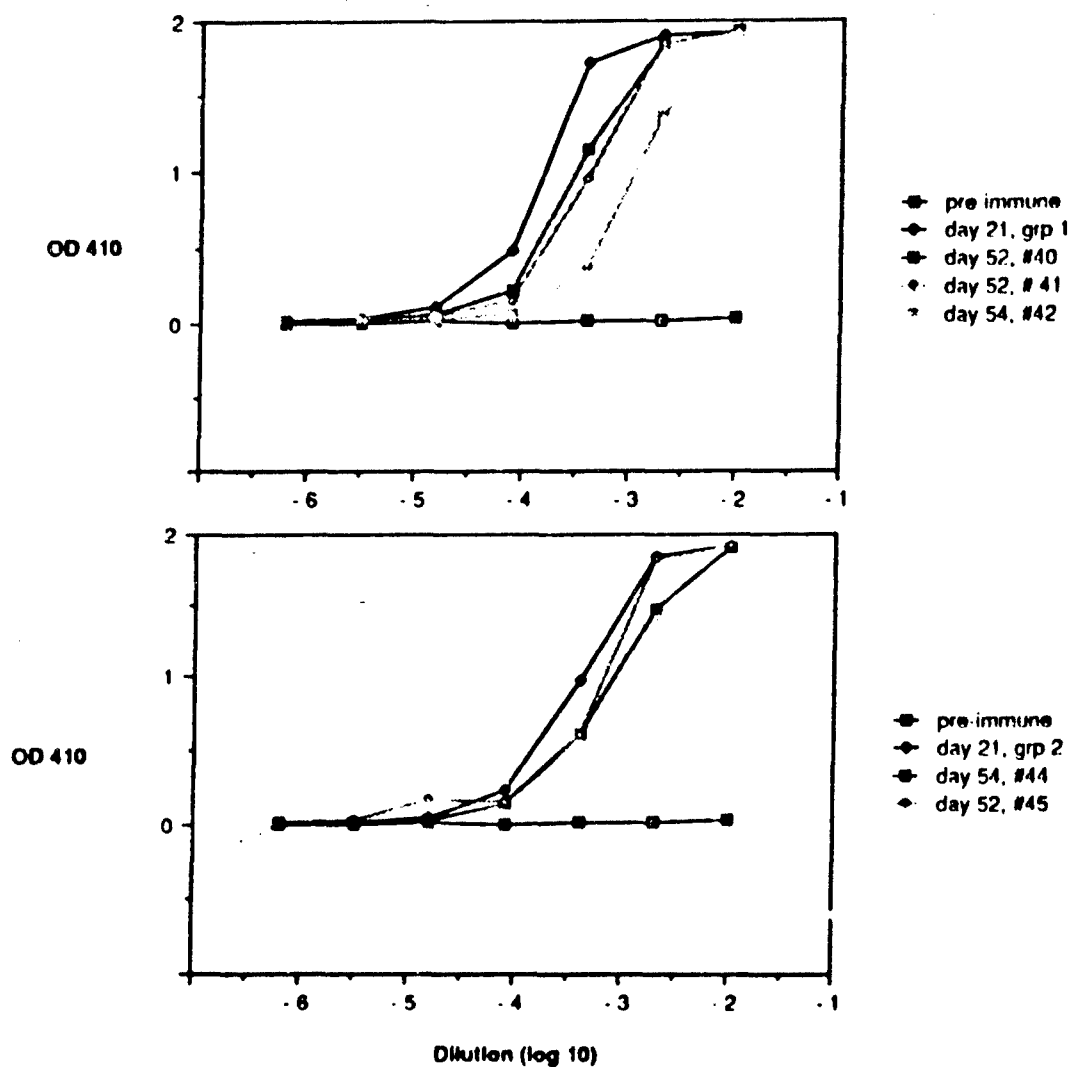 2
1
0
OD 410
- 6 - 5 - 4 - 3 - 2 - 1
pre immune
day 21, grp 1
day 52, #40
day 52, # 41
day 54, #42
2
1
0
OD 410
- 6 - 5 - 4 - 3 - 2 - 1
pre-immune
day 21, grp 2
day 54, #44
day 52, #45
Dilution (log 10)